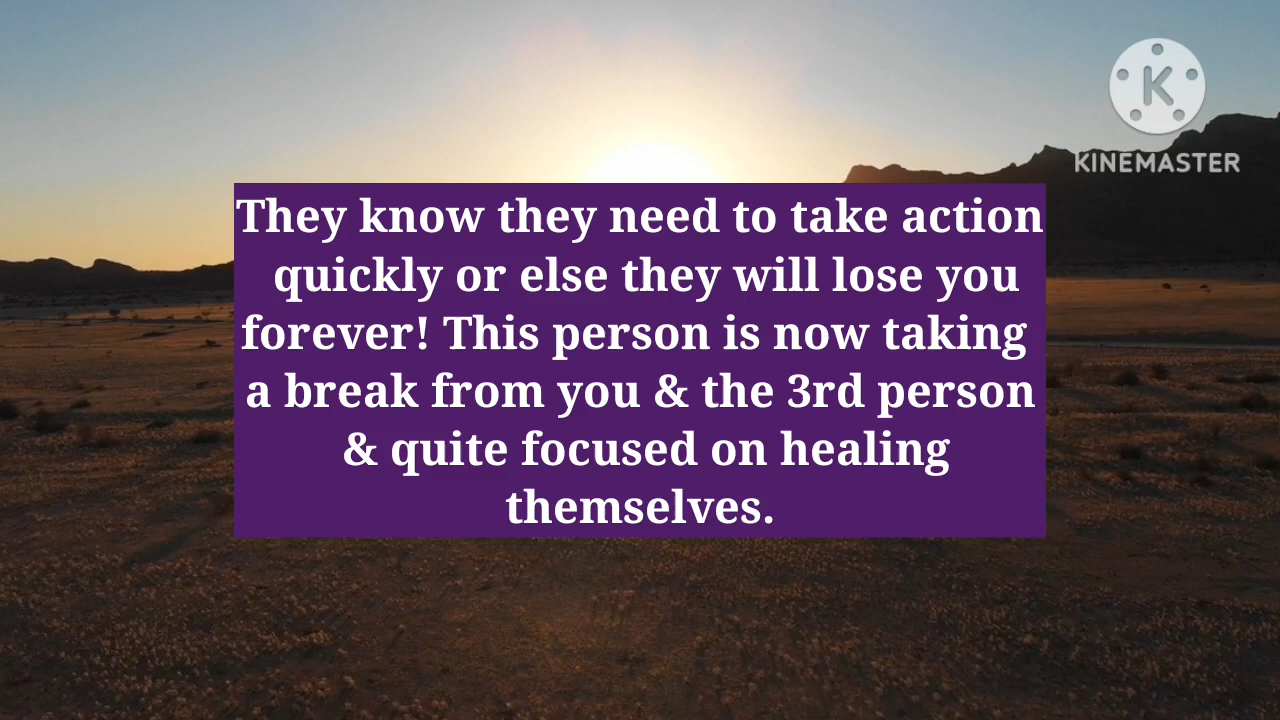 K
KINEMASTER
They know they need to take action
quickly or else they will lose you
forever! This person is now taking
a break from you & the 3rd person
& quite focused on healing
themselves.